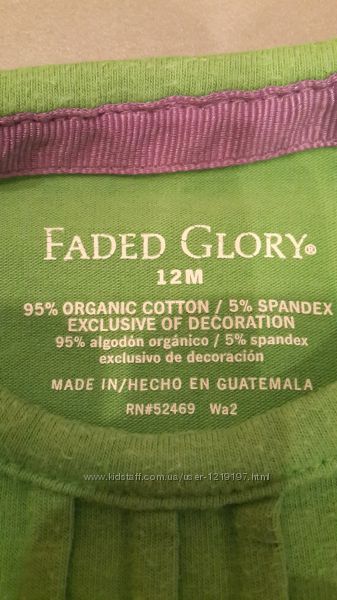 FADED GLORY®
12M
95% ORGANIC COTTON / 5% SPANDEX
EXCLUSIVE OF DECORATION
95% algodón orgánico / 5% spandex
exclusivo de decoración
MADE IN/HECHO EN GUATEMALA
RN#52469 Wa2
www.kidstaff.com.ua/user-1219197.html